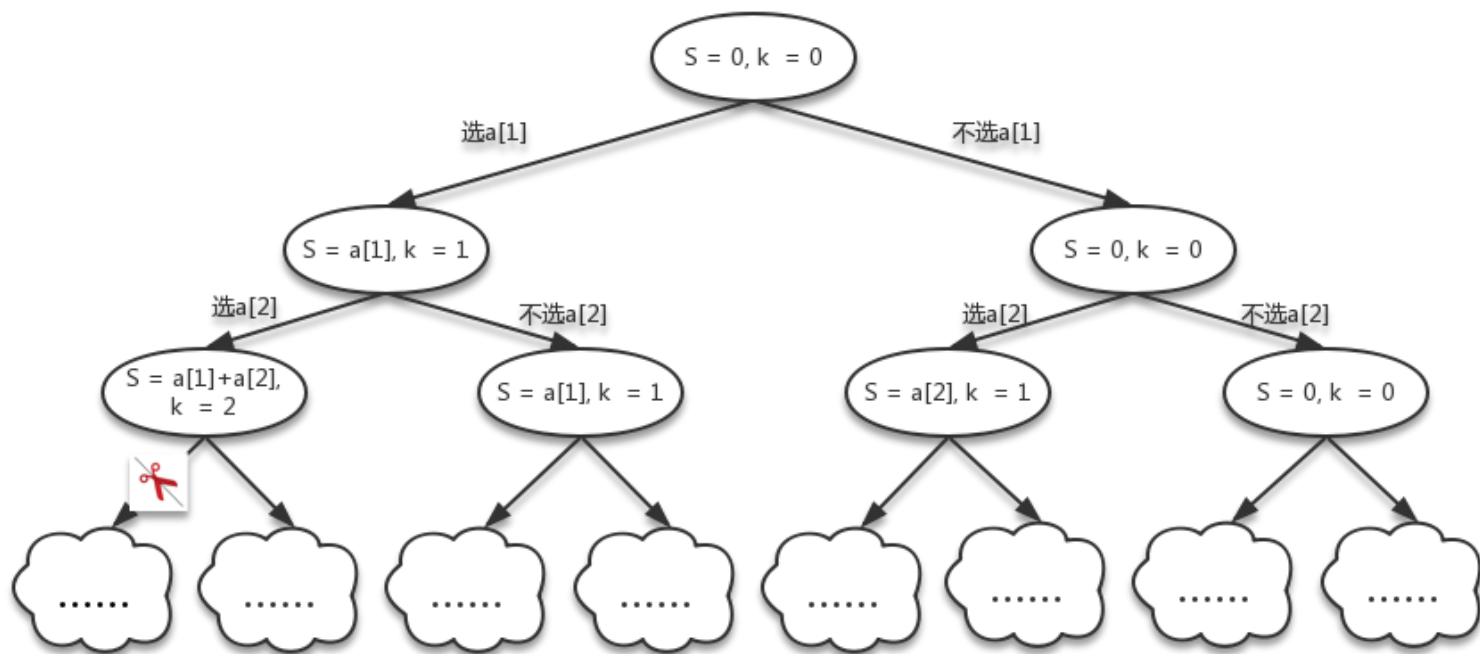 S = 0, k = 0
选a[1]
不选a[1]
S = a[1], k = 1
S = 0, k = 0
选a[2]
不选a[2]
选a[2]
不选a[2]
S = a[1]+a[2],
k = 2
S = a[1], k = 1
S = a[2], k = 1
S = 0, k = 0
......
......
......
......
......
......
......
......